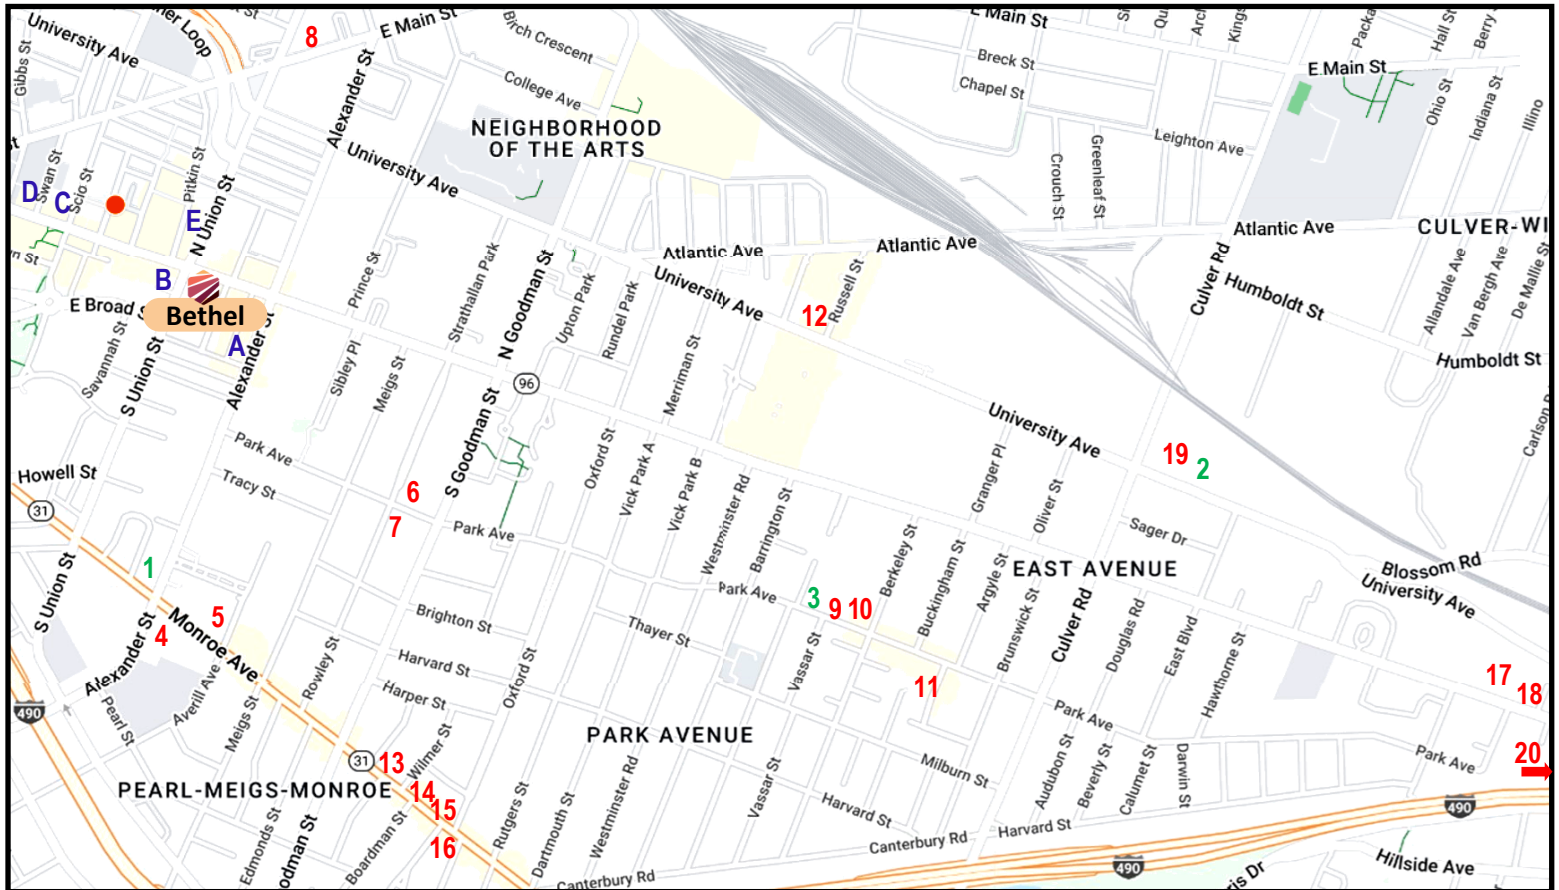 University Ave
Gibbs St
Loop
8
E Main St
Alexander St
Birch Crescent
College Ave
NEIGHBORHOOD
OF THE ARTS
E Main St
Breck St
Chapel St
Leighton Ave
Crouch St
Greenleaf St
E Main St
Packa
Hall St
Berry
Ohio St
Indiana St
Illino
Arch
Kings
Qu
University Ave
D
Swan St
C
Scio St
Pitkin St
E
N Union St
B
Bethel
E Broad S
A
Alexander St
Savannah St
S Union St
Prince St
Sibley Pl
Meigs St
Strathallan Park
N Goodman St
Upton Park
Rundel Park
Merriman St
96
S Goodman St
Atlantic Ave
Atlantic Ave
Atlantic Ave
CULVER-WI
University Ave
12
Russell St
Culver Rd
Humboldt St
Humboldt St
Allandale Ave
Van Bergh Ave
De Mallie St
Carlson
University Ave
19
2
Howell St
31
Park Ave
Tracy St
6
7
Park Ave
Oxford St
Vick Park A
Vick Park B
Westminster Rd
Barrington St
Granger Pl
Oliver St
Sager Dr
Berkeley St
Buckingham St
Argyle St
EAST AVENUE
Blossom Rd
University Ave
S Union St
1
4
5
Monroe Ave
Alexander St
Pearl St
Averill Ave
Meigs St
Rowley St
Brighton St
Harvard St
Harper St
Oxford St
Thayer St
Park Ave
3
9
10
Vassar St
11
Brunswick St
Culver Rd
Douglas Rd
East Blvd
Hawthorne St
17
18
490
PEARL-MEIGS-MONROE
31
13
Wilmer St
14
15
16
PARK AVENUE
Park Ave
Park Ave
20
Edmonds St
odman St
Boardman St
Rutgers St
Dartmouth St
Westminster Rd
Vassar St
Harvard St
Milburn St
Audubon St
Beverly St
Calumet St
Darwin St
Canterbury Rd
Harvard St
Canterbury Rd
490
490
Hillside Ave
ris Dr